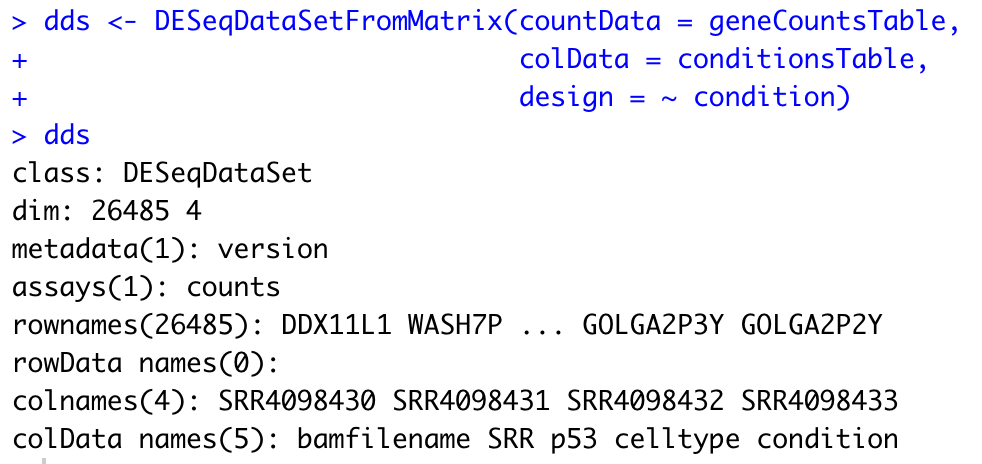 > dds <- DESeqDataSetFromMatrix(countData = geneCountsTable,
+                               colData = conditionsTable,
+                               design = ~ condition)
> dds
class: DESeqDataSet
dim: 26485 4
metadata(1): version
assays(1): counts
rownames(26485): DDX11L1 WASH7P ... GOLGA2P3Y GOLGA2P2Y
rowData names(0):
colnames(4): SRR4098430 SRR4098431 SRR4098432 SRR4098433
colData names(5): bamfilename SRR p53 celltype condition